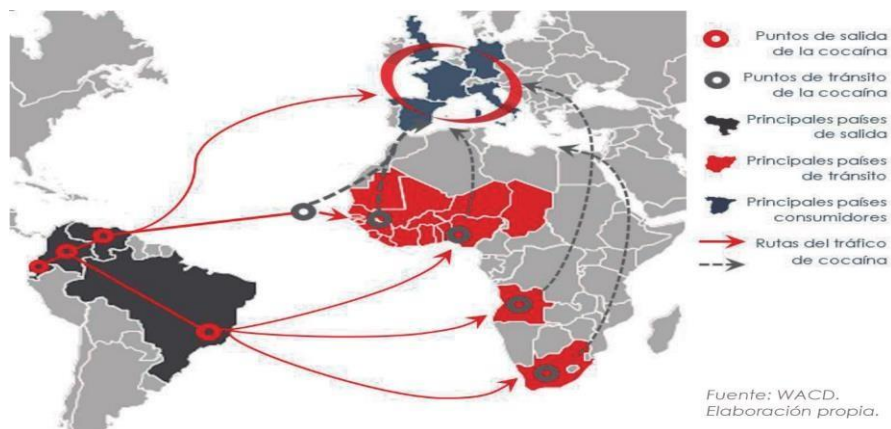 Puntos de salida
de la cocaína
Puntos de tránsito
de la cocaína
Principales países
de salida
Principales países
de tránsito
Principales países
consumidores
Rutas del tráfico
de cocaína
Fuente: WACD.
Elaboración propia.